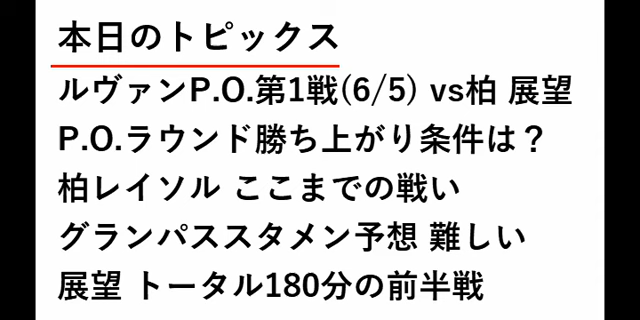 本日のトピックス
ルヴァンP.O.第1戦(6/5) vs柏 展望
P.O.ラウンド勝ち上がり条件は？
柏レイソル ここまでの戦い
グランパススタメン予想 難しい
展望 トータル180分の前半戦